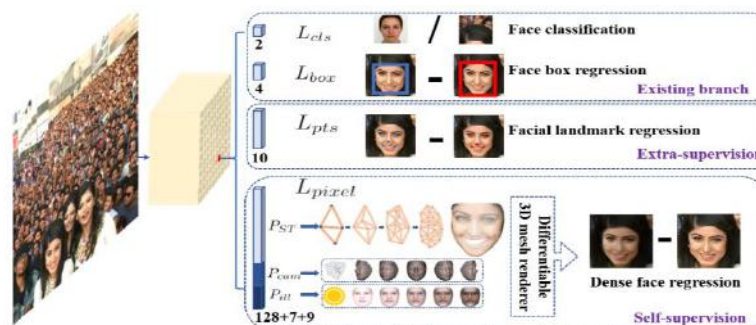 2
L_cls
/
Face classification
4
L_box
-
Face box regression
Existing branch
10
L_pts
-
Facial landmark regression
Extra-supervision
L_pixel
P_ST
P_cam
P_ill
128+7+9
Differentiable
3D mesh renderer
-
Dense face regression
Self-supervision